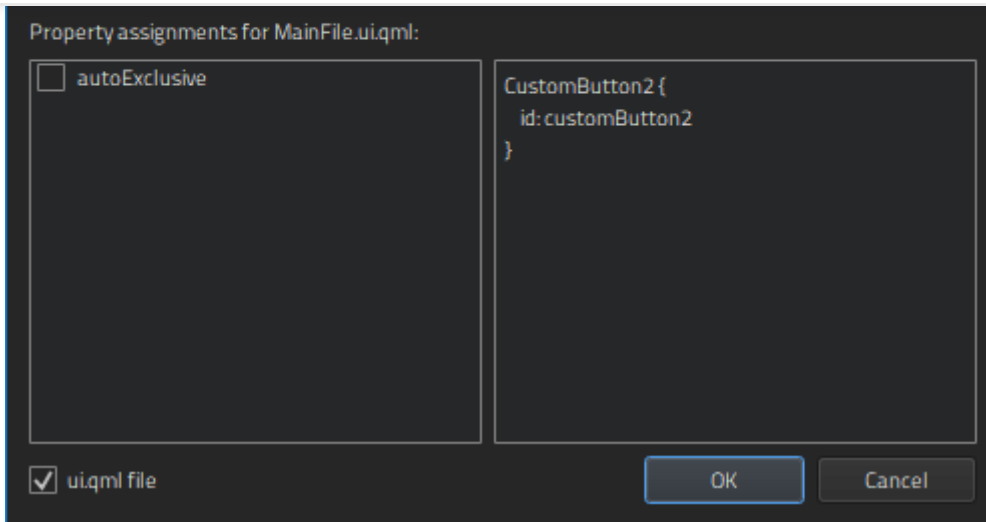 Property assignments for MainFile.ui.qml:
autoExclusive
CustomButton2 {
id: customButton2
}
ui.qml file
OK
Cancel